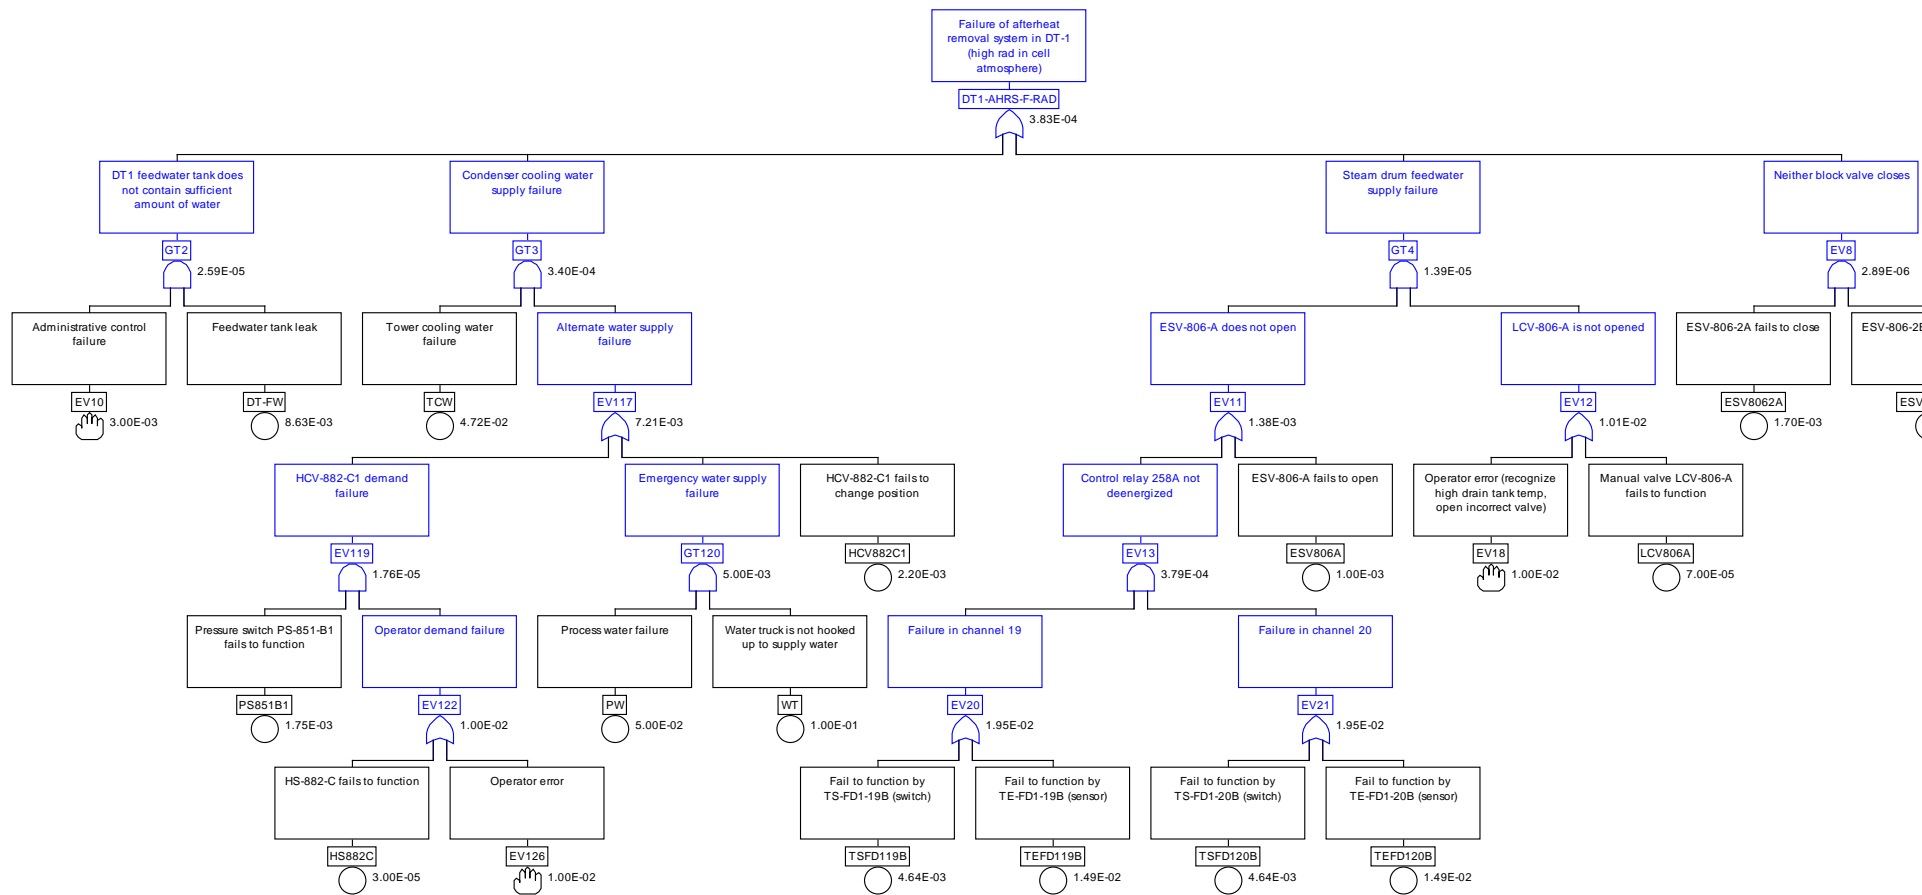 Failure of afterheat
removal system in DT-1
(high rad in cell
atmosphere)
DT1-AHRS-F-RAD
3.83E-04
DT1 feedwater tank does
not contain sufficient
amount of water
GT2
2.59E-05
Condenser cooling water
supply failure
GT3
3.40E-04
Steam drum feedwater
supply failure
GT4
1.39E-05
Neither block valve closes
EV8
2.89E-06
Administrative control
failure
EV10
3.00E-03
Feedwater tank leak
DT-FW
8.63E-03
Tower cooling water
failure
TCW
4.72E-02
Alternate water supply
failure
EV117
7.21E-03
ESV-806-A does not open
EV11
1.38E-03
LCV-806-A is not opened
EV12
1.01E-02
ESV-806-2A fails to close
ESV8062A
1.70E-03
ESV-806-2
ESV
HCV-882-C1 demand
failure
EV119
1.76E-05
Emergency water supply
failure
GT120
5.00E-03
HCV-882-C1 fails to
change position
HCV882C1
2.20E-03
Control relay 258A not
deenergized
EV13
3.79E-04
ESV-806-A fails to open
ESV806A
1.00E-03
Operator error (recognize
high drain tank temp,
open incorrect valve)
EV18
1.00E-02
Manual valve LCV-806-A
fails to function
LCV806A
7.00E-05
Pressure switch PS-851-B1
fails to function
PS851B1
1.75E-03
Operator demand failure
EV122
1.00E-02
Process water failure
PW
5.00E-02
Water truck is not hooked
up to supply water
WT
1.00E-01
Failure in channel 19
EV20
1.95E-02
Failure in channel 20
EV21
1.95E-02
HS-882-C fails to function
HS882C
3.00E-05
Operator error
EV126
1.00E-02
Fail to function by
TS-FD1-19B (switch)
TSFD119B
4.64E-03
Fail to function by
TE-FD1-19B (sensor)
TEFD119B
1.49E-02
Fail to function by
TS-FD1-20B (switch)
TSFD120B
4.64E-03
Fail to function by
TE-FD1-20B (sensor)
TEFD120B
1.49E-02